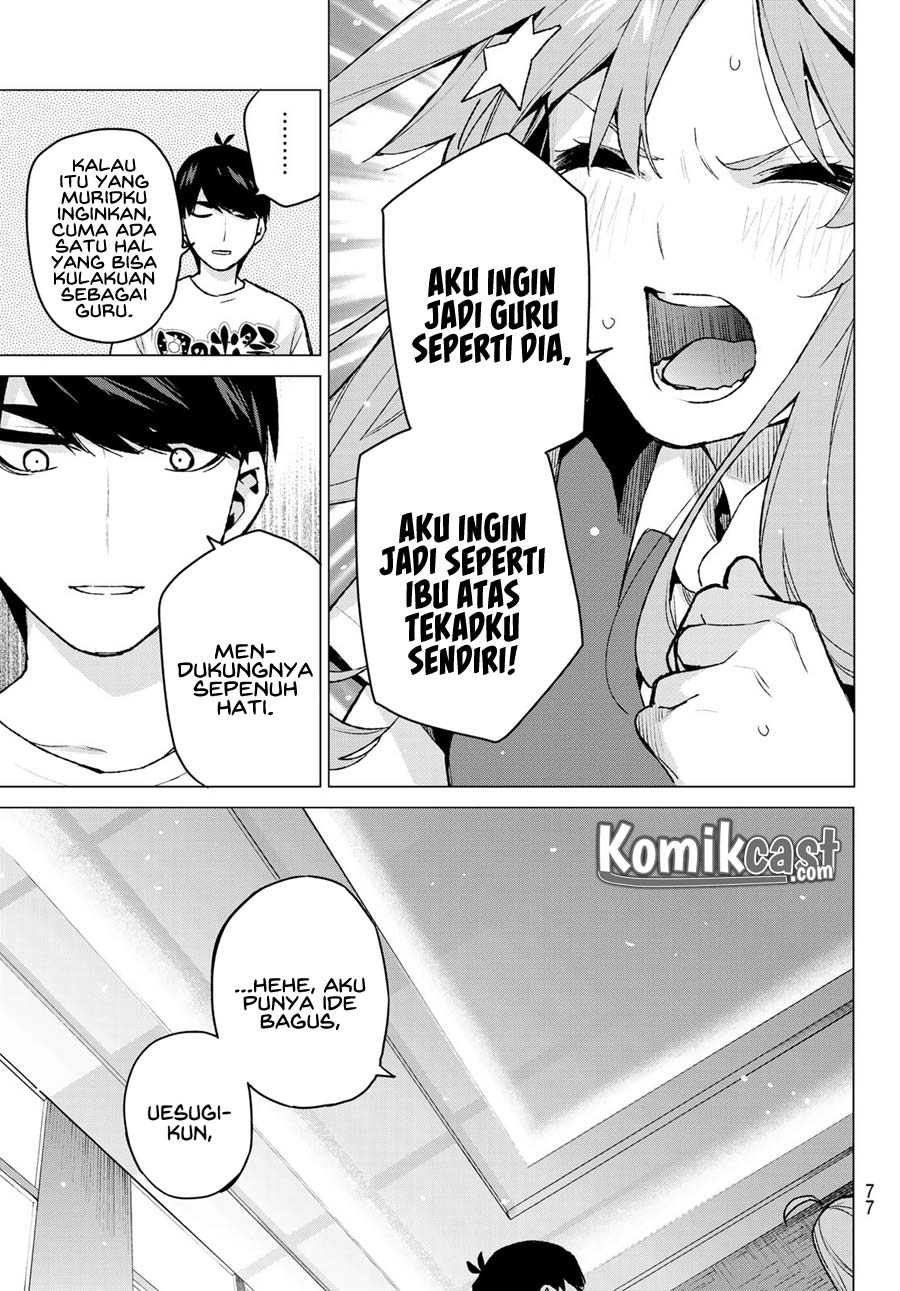 AKU INGIN
JADI GURU
SEPERTI DIA,
AKU INGIN
JADI SEPERTI
IBU ATAS
TEKADKU
SENDIRI!
.........
KALAU
ITU YANG
MURIDKU
INGINKAN,
CUMA ADA
SATU HAL
YANG BISA
KULAKUAN
SEBAGAI
GURU.
MEN-
DUKUNGNYA
SEPENUH
HATI.
Komikcast
.com
...HEHE, AKU
PUNYA IDE
BAGUS,
UESUGI-
KUN,
77